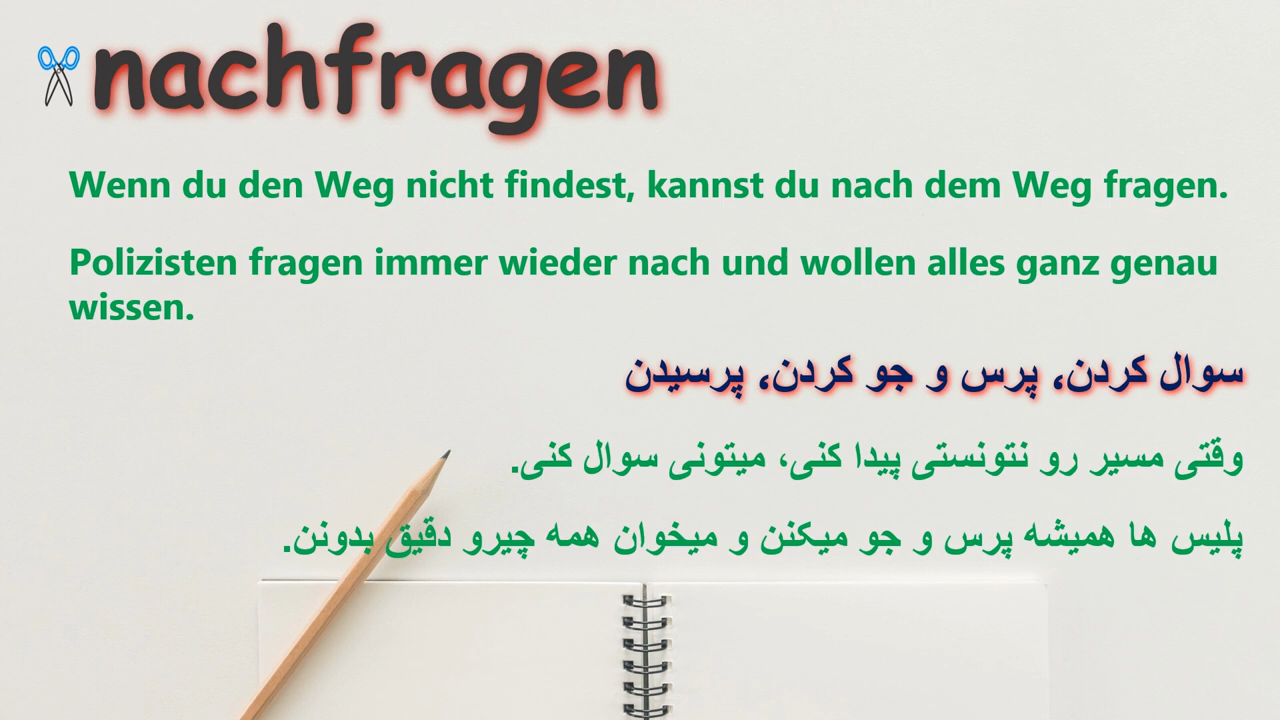 nachfragen
Wenn du den Weg nicht findest, kannst du nach dem Weg fragen.
Polizisten fragen immer wieder nach und wollen alles ganz genau
wissen.
سوال کردن، پرس و جو کردن، پرسیدن
وقتی مسیر رو نتونستی پیدا کنی، میتونی سوال کنی.
پلیس ها همیشه پرس و جو میکنن و میخوان همه چیرو دقیق بدونن.